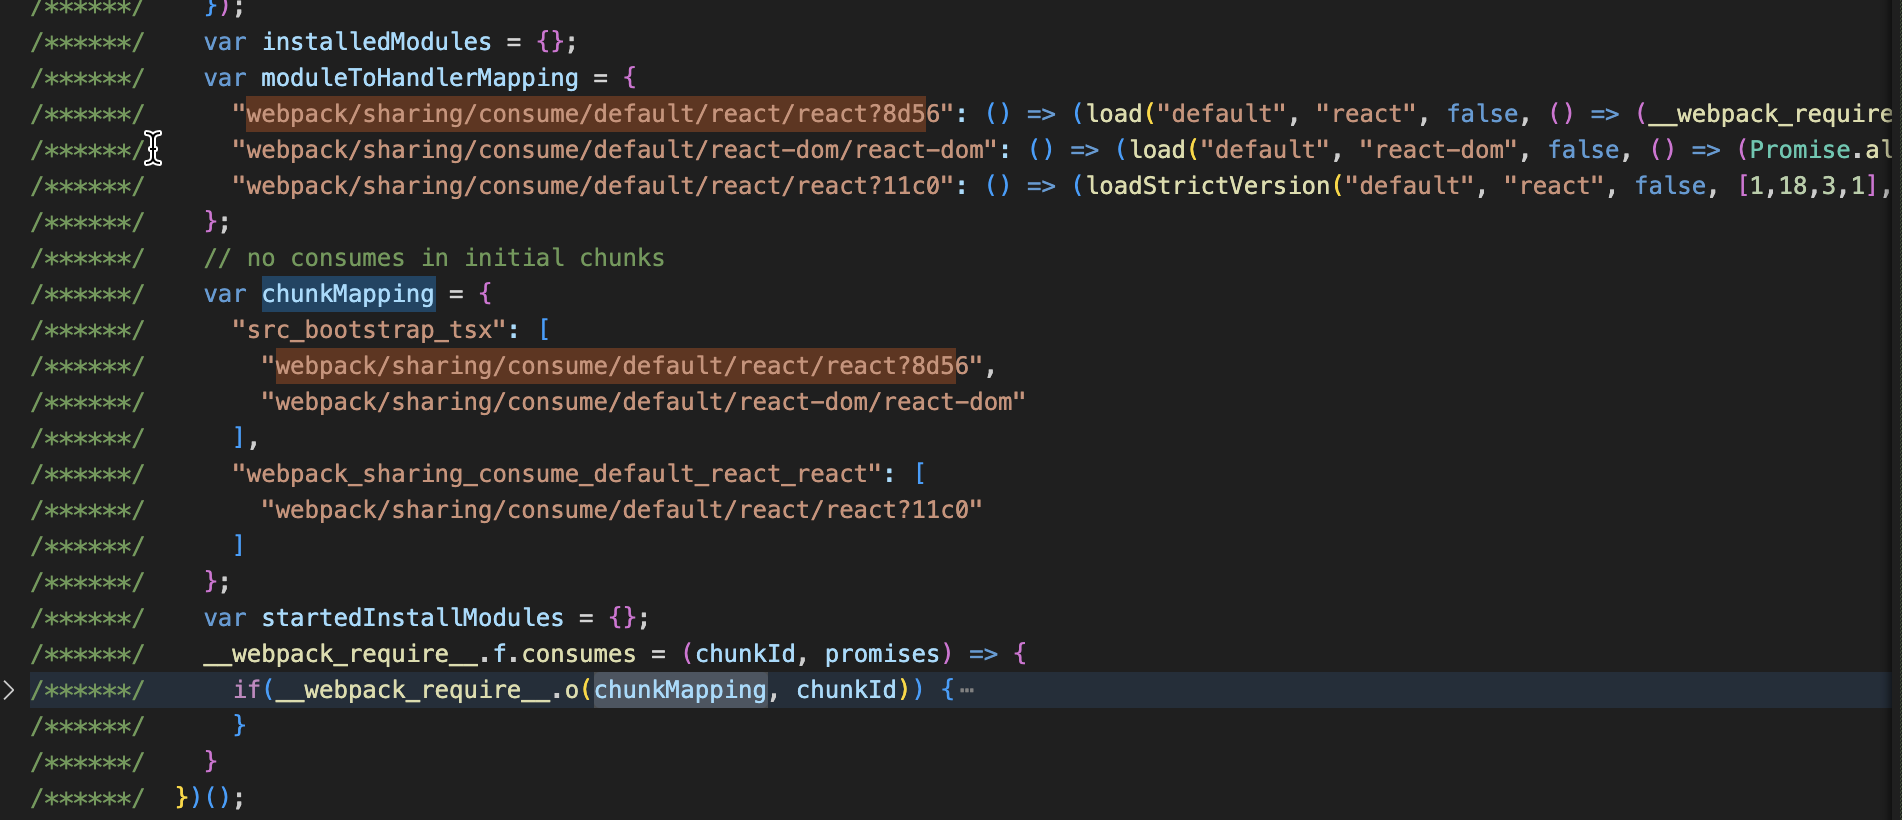 /******/    });
/******/    var installedModules = {};
/******/    var moduleToHandlerMapping = {
/******/      "webpack/sharing/consume/default/react/react?8d56": () => (load("default", "react", false, () => (__webpack_require
/******/      "webpack/sharing/consume/default/react-dom/react-dom": () => (load("default", "react-dom", false, () => (Promise.al
/******/      "webpack/sharing/consume/default/react/react?11c0": () => (loadStrictVersion("default", "react", false, [1,18,3,1],
/******/    };
/******/    // no consumes in initial chunks
/******/    var chunkMapping = {
/******/      "src_bootstrap_tsx": [
/******/        "webpack/sharing/consume/default/react/react?8d56",
/******/        "webpack/sharing/consume/default/react-dom/react-dom"
/******/      ],
/******/      "webpack_sharing_consume_default_react_react": [
/******/        "webpack/sharing/consume/default/react/react?11c0"
/******/      ]
/******/    };
/******/    var startedInstallModules = {};
/******/    __webpack_require__.f.consumes = (chunkId, promises) => {
/******/      if(__webpack_require__.o(chunkMapping, chunkId)) {⋯
/******/      }
/******/    }
/******/  })();